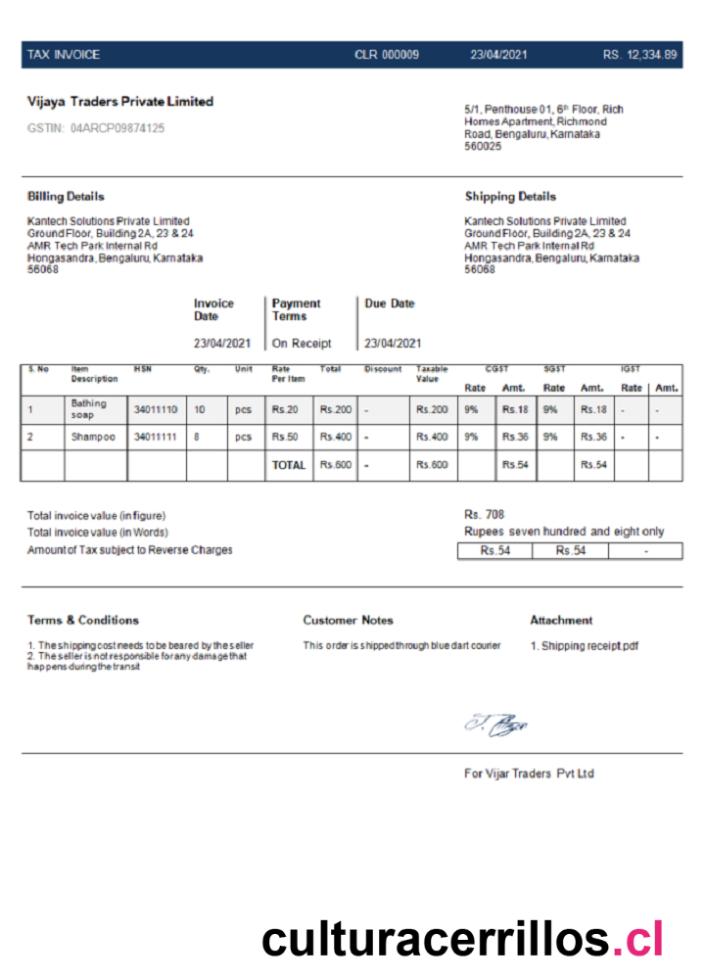 TAX INVOICE CLR 000009 23/04/2021 RS. 12,334.89
Vijaya Traders Private Limited
GSTIN: 04ARCP09874125
5/1, Penthouse 01, 6th Floor, Rich
Homes Apartment, Richmond
Road, Bengaluru, Karnataka
560025
Billing Details
Kantech Solutions Private Limited
Ground Floor, Building 2A, 23 & 24
AMR Tech Park Internal Rd
Hongasandra, Bengaluru, Karnataka
56068
Shipping Details
Kantech Solutions Private Limited
Ground Floor, Building 2A, 23 & 24
AMR Tech Park Internal Rd
Hongasandra, Bengaluru, Karnataka
56068
Invoice Date Payment Terms Due Date
23/04/2021 On Receipt 23/04/2021
S. No Item Description HSN Qty. Unit Rate Per Item Total Discount Taxable Value CGST SGST IGST
Rate Amt. Rate Amt. Rate Amt.
1 Bathing soap 34011110 10 pcs Rs.20 Rs.200 - Rs.200 9% Rs.18 9% Rs.18 - -
2 Shampoo 34011111 8 pcs Rs.50 Rs.400 - Rs.400 9% Rs.36 9% Rs.36 - -
TOTAL Rs.600 - Rs.600 Rs.54 Rs.54
Total invoice value (in figure) Rs. 708
Total invoice value (in Words) Rupees seven hundred and eight only
Amount of Tax subject to Reverse Charges Rs.54 Rs.54 -
Terms & Conditions
1. The shipping cost needs to be beared by the seller
2. The seller is not responsible for any damage that
happens during the transit
Customer Notes
This order is shipped through blue dart courier
Attachment
1. Shipping receipt.pdf
For Vijar Traders Pvt Ltd
culturacerrillos.cl